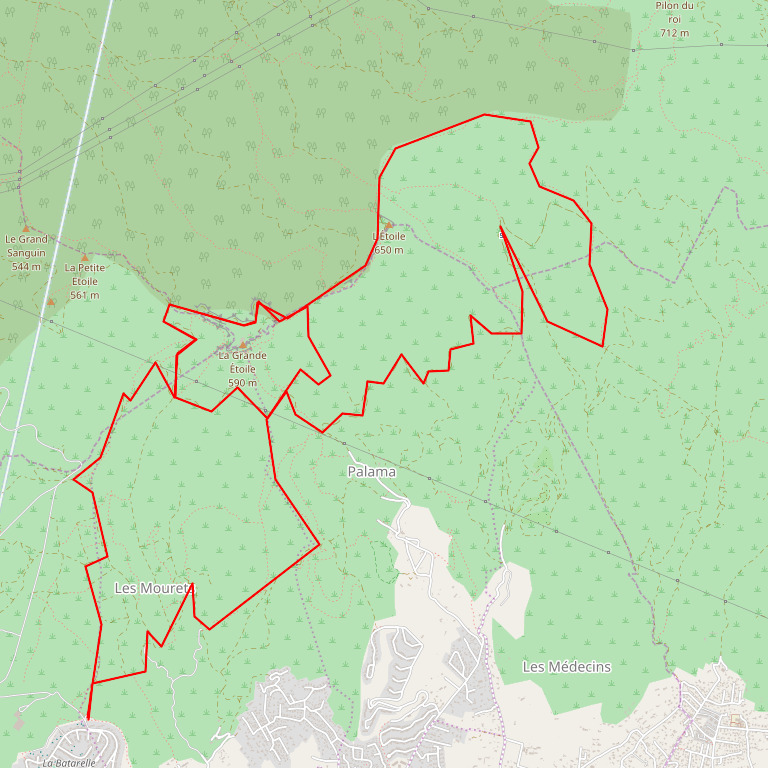 Pilon du
roi
712 m
Le Grand
Sanguin
544 m
La Petite
Etoile
561 m
L'Étoile
650 m
La Grande
Étoile
590 m
Palama
Les Mourets
Les Médecins
La Batarelle